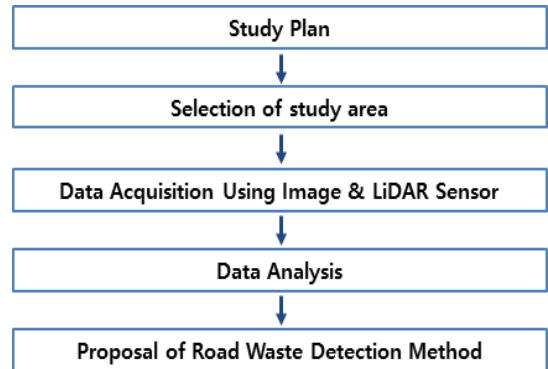 Study Plan
Selection of study area
Data Acquisition Using Image & LiDAR Sensor
Data Analysis
Proposal of Road Waste Detection Method